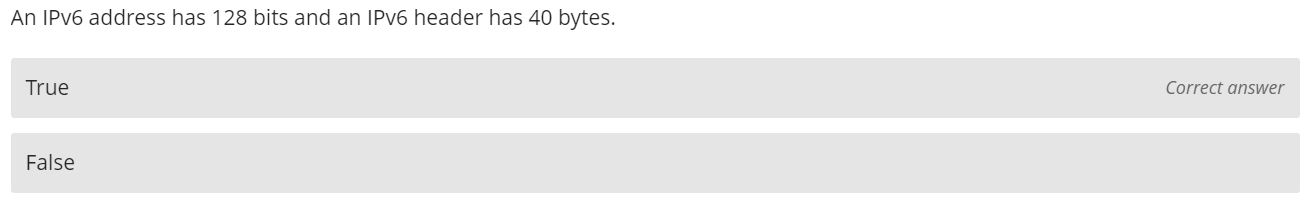 An IPv6 address has 128 bits and an IPv6 header has 40 bytes.
True Correct answer
False